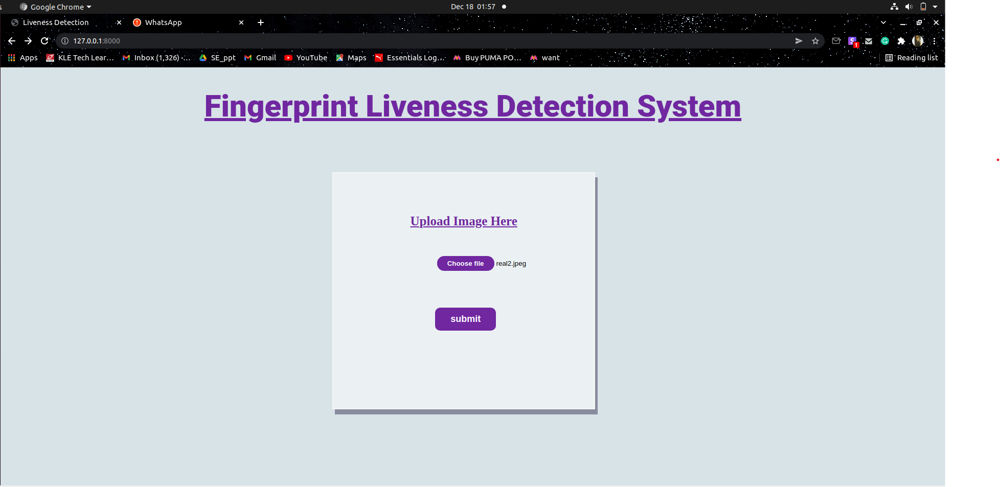 s Google Chrome Dec 18 01:57
Liveness Detection WhatsApp
127.0.0.1:8000 S 1
Apps KLE Tech Lear... Inbox (1,326) -... SE_ppt Gmail YouTube Maps Essentials Log... Buy PUMA PO... want Reading list
Fingerprint Liveness Detection System
Upload Image Here
Choose file real2.jpeg
submit